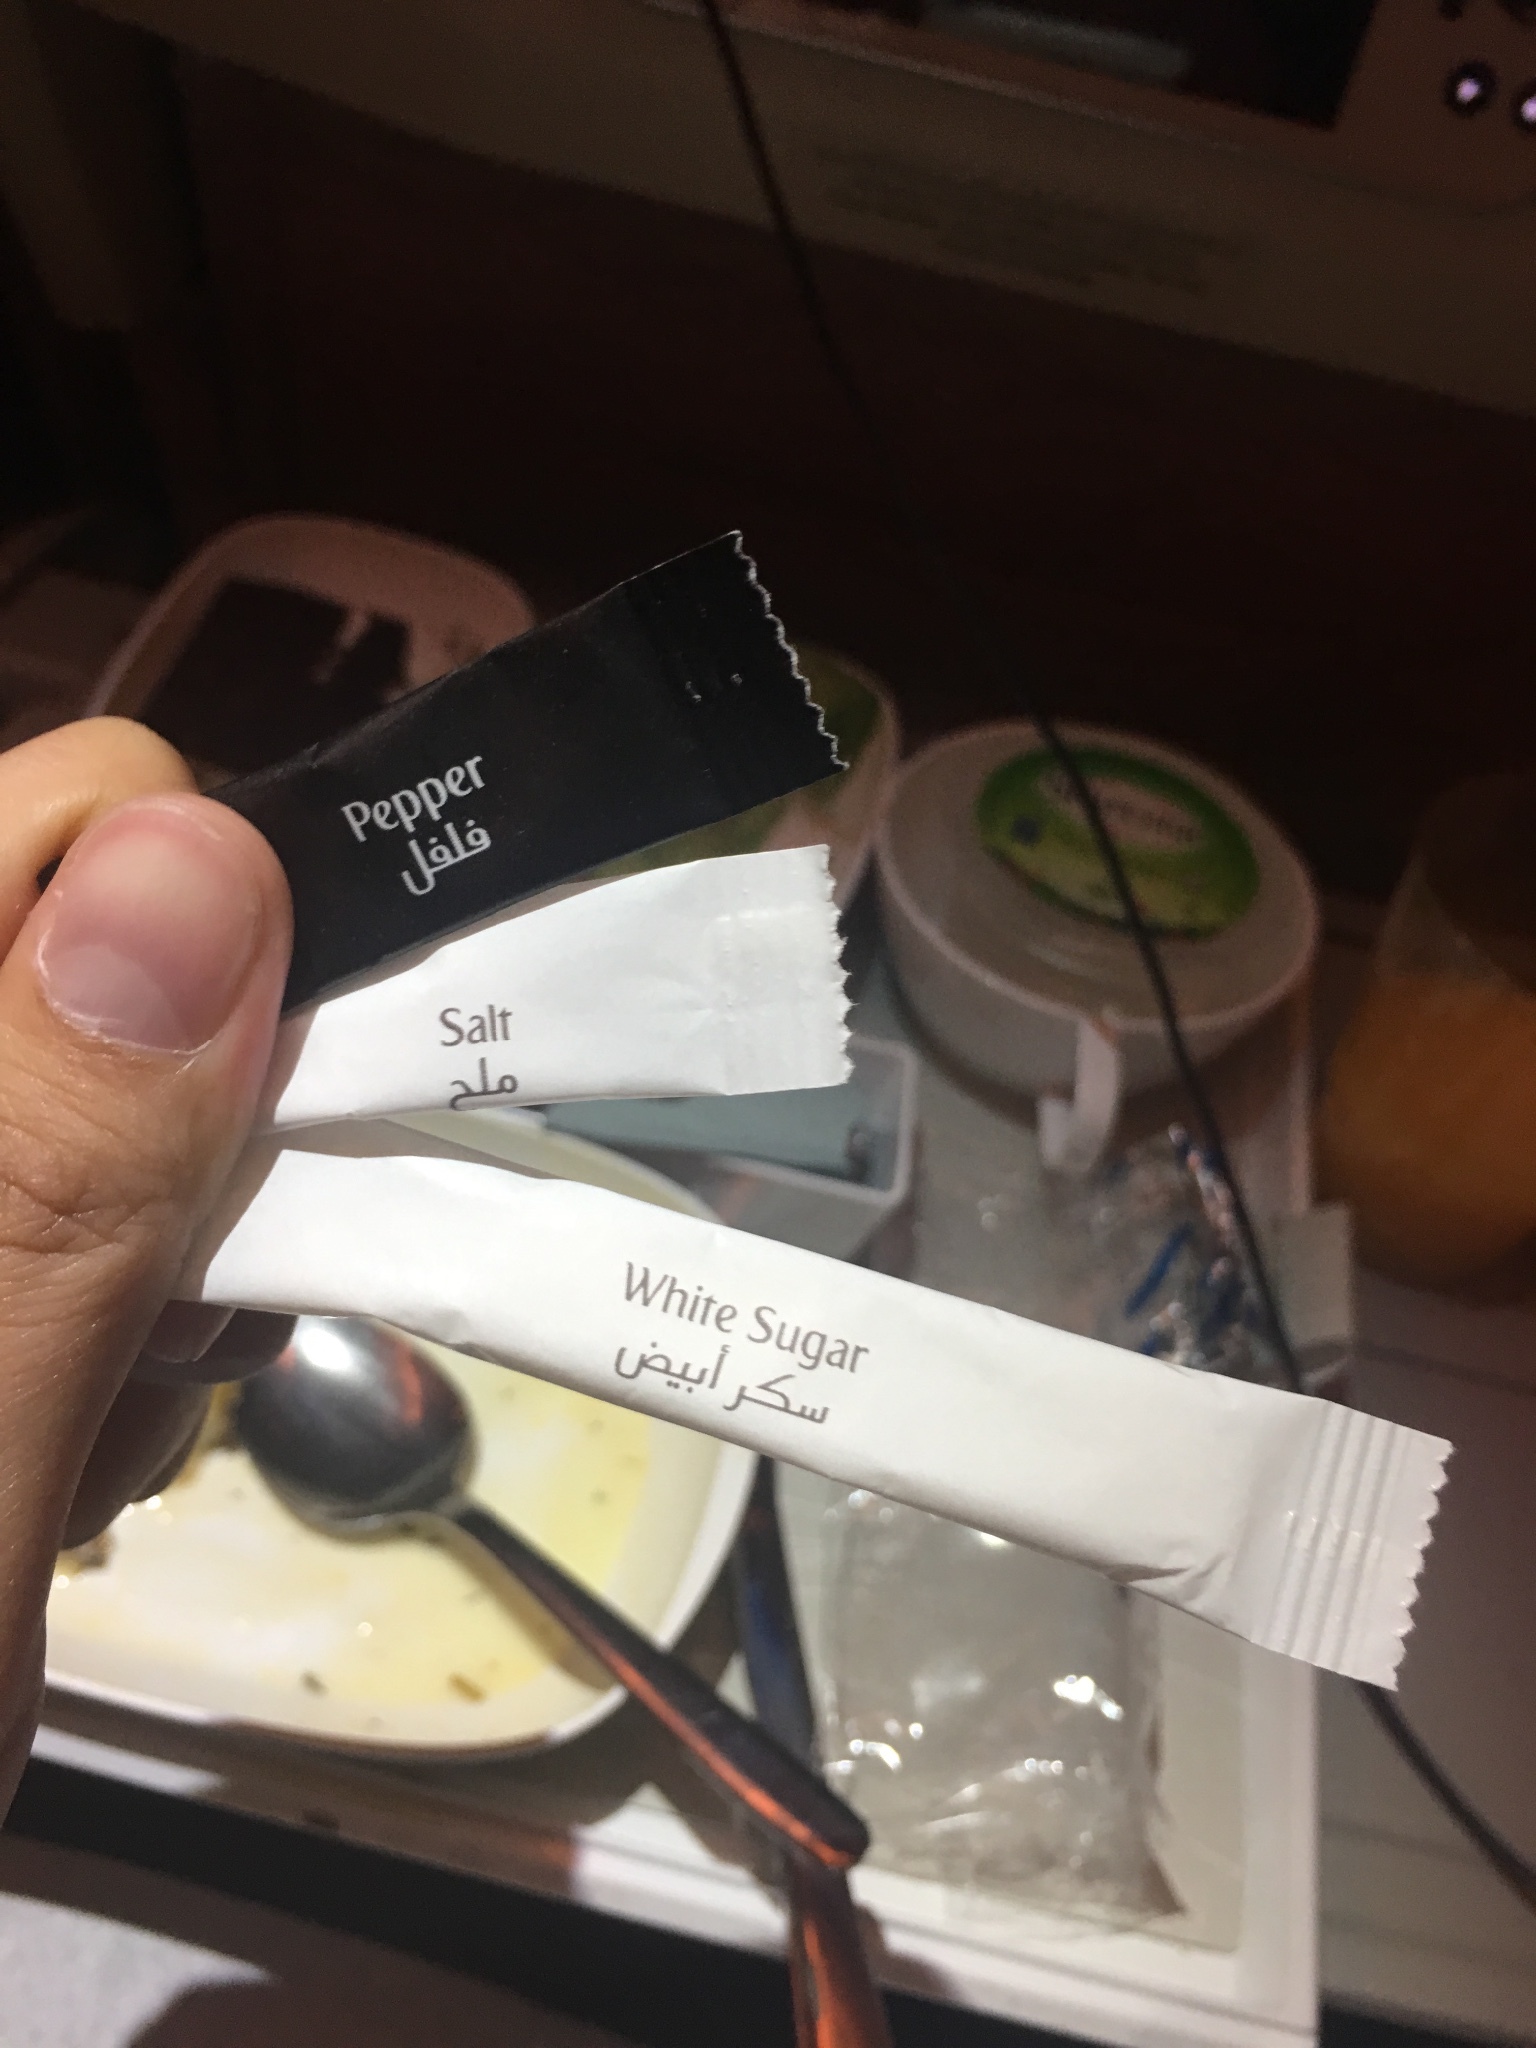 Pepper
فلفل
Salt
ملح
White Sugar
سكر أبيض